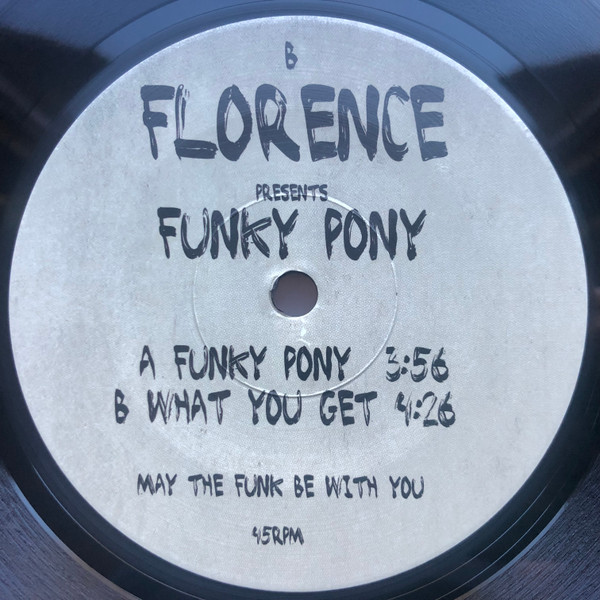 B
FLORENCE
PRESENTS
FUNKY PONY
A FUNKY PONY 3:56
B WHAT YOU GET 4:26
MAY THE FUNK BE WITH YOU
45RPM